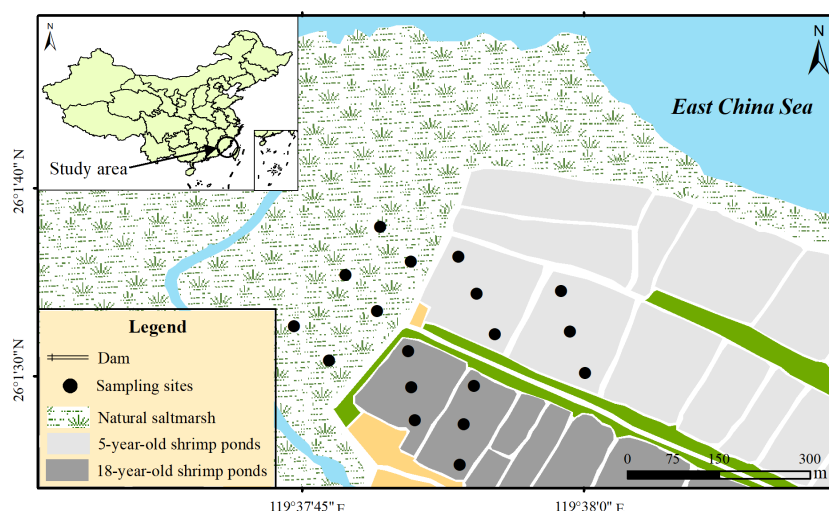 N
N
East China Sea
Study area
26°1'40" N
26°1'30"N
Legend
Dam
Sampling sites
Natural saltmarsh
5-year-old shrimp ponds
18-year-old shrimp ponds
0 75 150 300
m
119°37'45" E
119°38'0" E